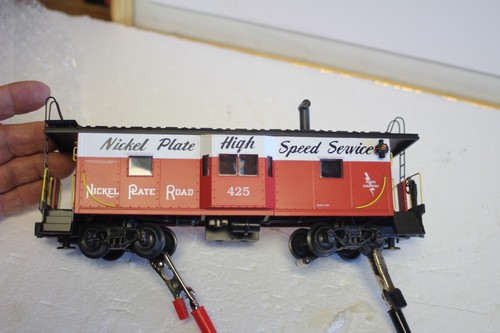 Nickel Plate High Speed Service
Nickel Plate Road 425